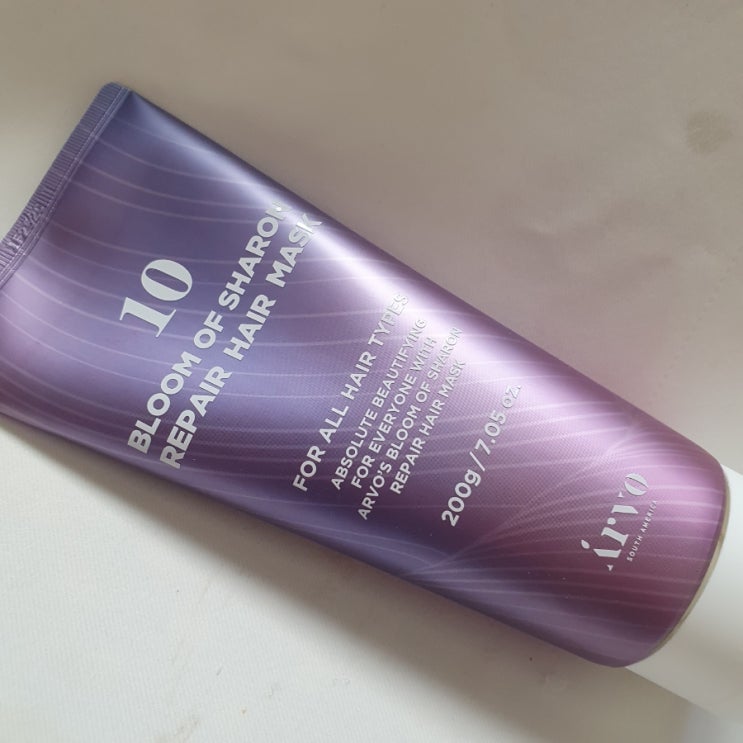 10
BLOOM OF SHARON
REPAIR HAIR MASK
FOR ALL HAIR TYPES
ABSOLUTE BEAUTIFYING
FOR EVERYONE WITH
ARVO'S BLOOM OF SHARON
REPAIR HAIR MASK
200g / 7.05 oz.
Árvo
SOUTH AMERICA